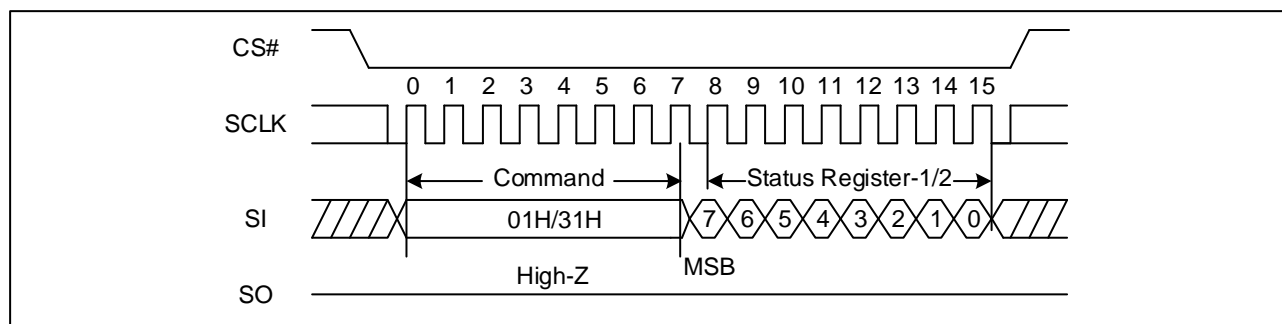 CS#
0 1 2 3 4 5 6 7 8 9 10 11 12 13 14 15
SCLK
Command Status Register-1/2
SI 01H/31H 7 6 5 4 3 2 1 0
High-Z MSB
SO